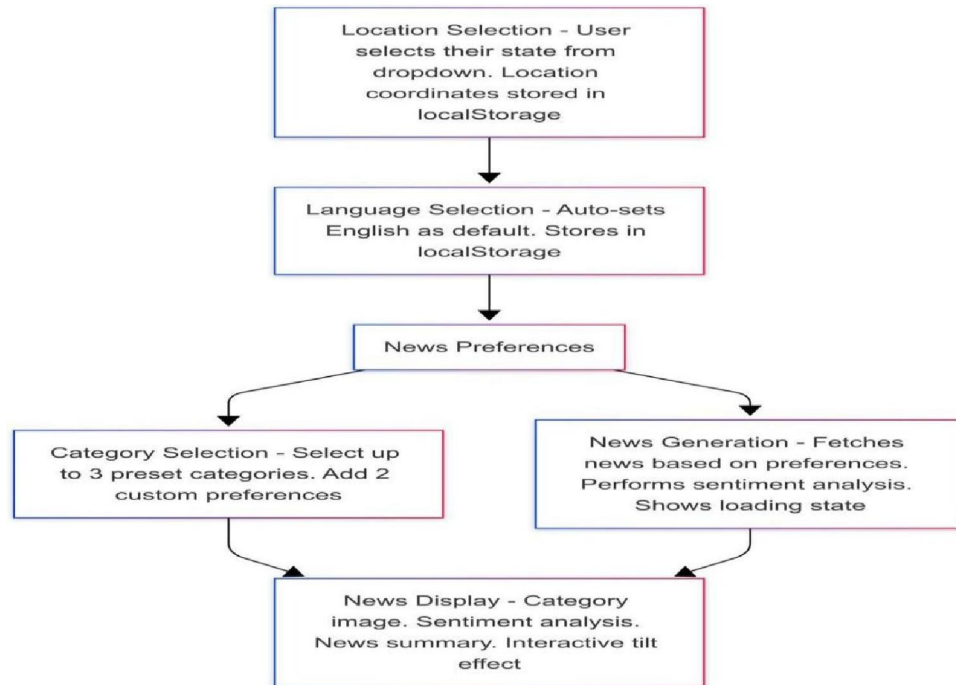 Location Selection - User
selects their state from
dropdown. Location
coordinates stored in
localStorage
Language Selection - Auto-sets
English as default. Stores in
localStorage
News Preferences
Category Selection - Select up
to 3 preset categories. Add 2
custom preferences
News Generation - Fetches
news based on preferences.
Performs sentiment analysis.
Shows loading state
News Display - Category
image. Sentiment analysis.
News summary. Interactive tilt
effect